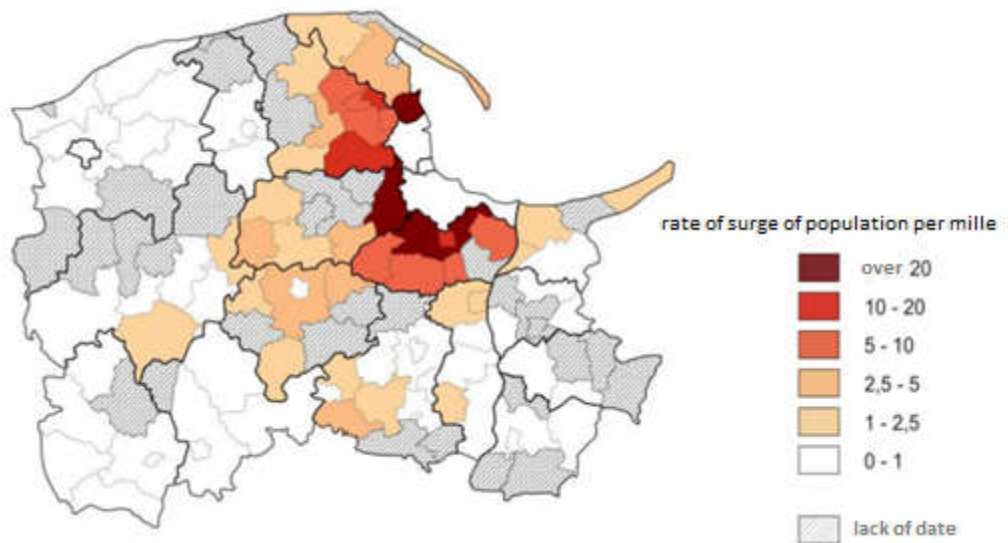 rate of surge of population per mille
over 20
10 - 20
5 - 10
2,5 - 5
1 - 2,5
0 - 1
lack of date